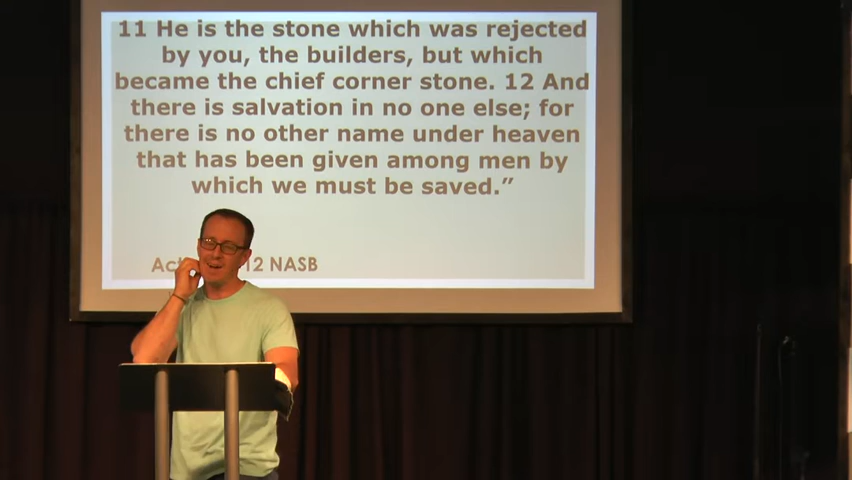 11 He is the stone which was rejected
by you, the builders, but which
became the chief corner stone. 12 And
there is salvation in no one else; for
there is no other name under heaven
that has been given among men by
which we must be saved.”
12 NASB